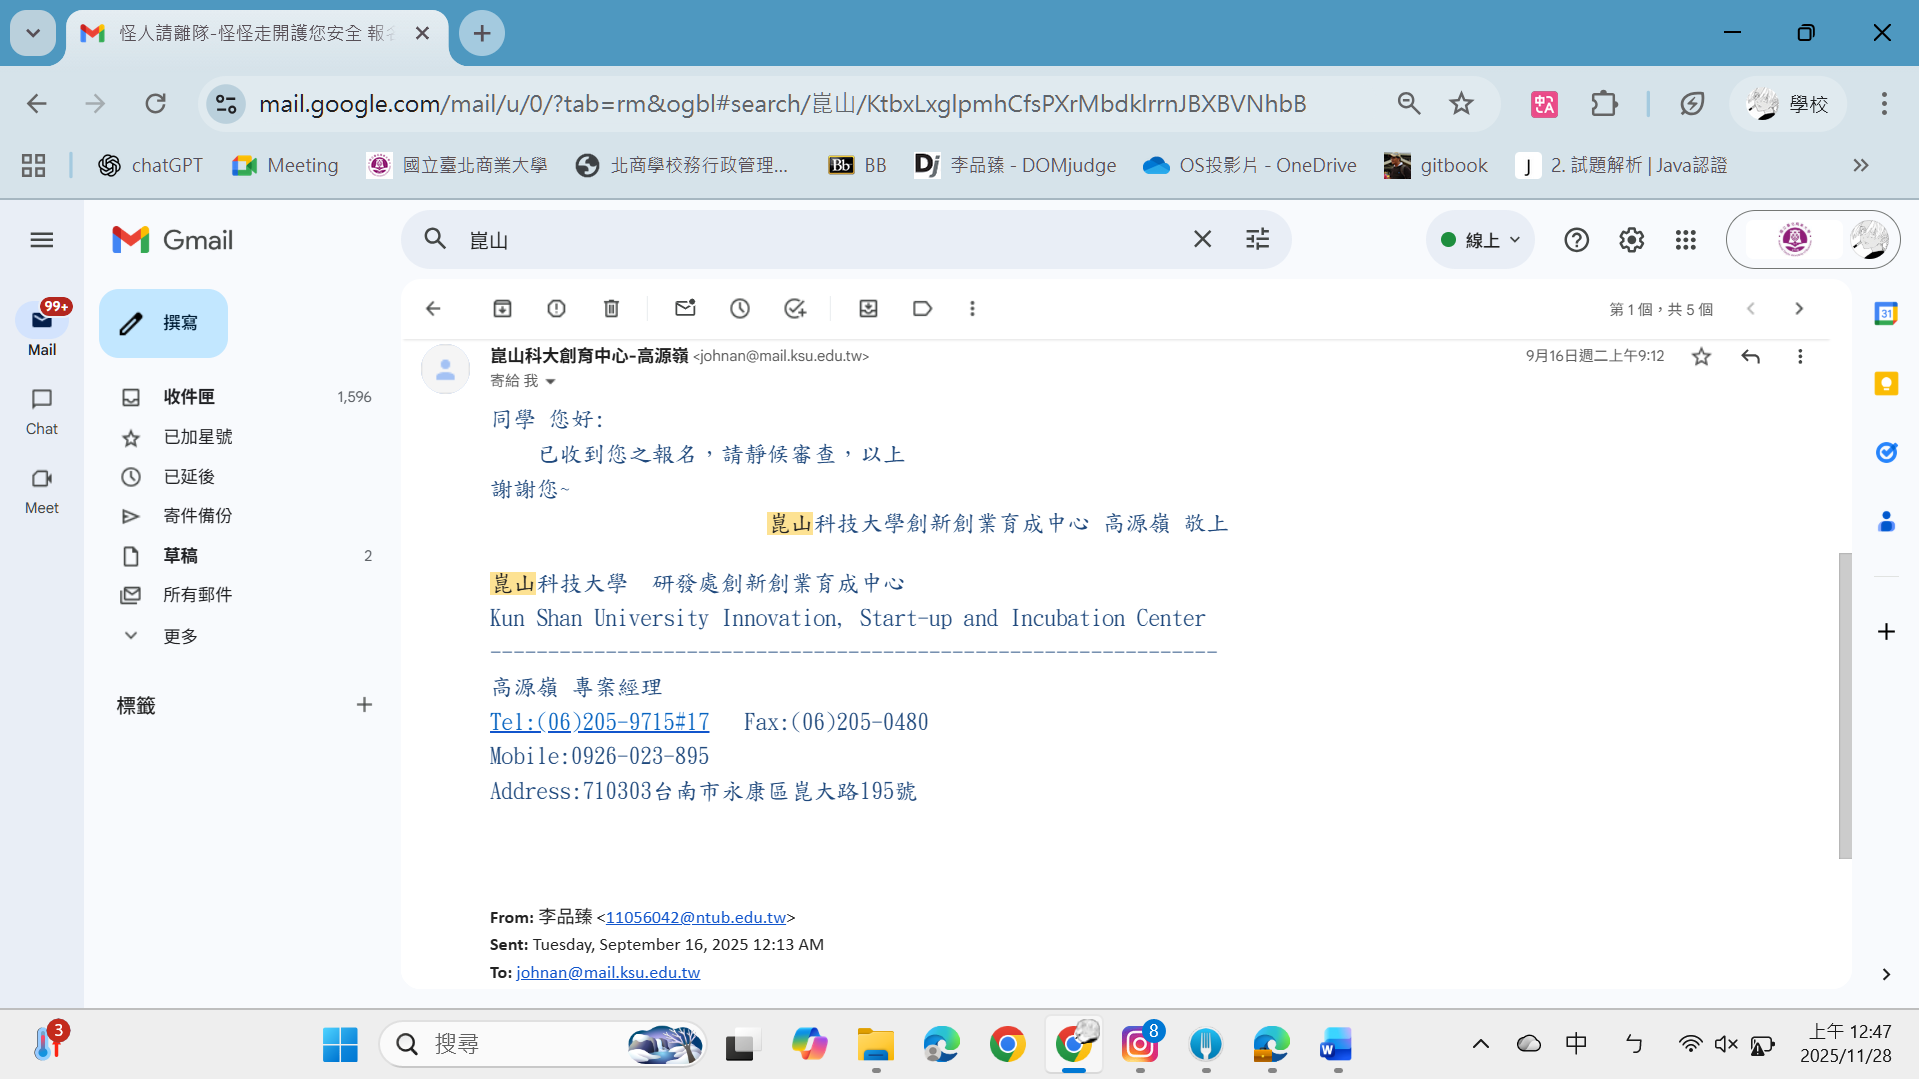 怪人請離隊-怪怪走開護您安全 報名
mail.google.com/mail/u/0/?tab=rm&ogbl#search/崑山/KtbxLxglpmhCfsPXrMbdklrrnJBXBVNhbB
學校
chatGPT
Meeting
國立臺北商業大學
北商學校務行政管理...
Bb BB
Dj 李品臻 - DOMjudge
OS投影片 - OneDrive
gitbook
J 2. 試題解析 | Java認證
Gmail
崑山
線上
99+
Mail
Chat
Meet
撰寫
收件匣 1,596
已加星號
已延後
寄件備份
草稿 2
所有郵件
更多
標籤
第 1 個，共 5 個
崑山科大創育中心-高源嶺 <johnan@mail.ksu.edu.tw>
9月16日週二上午9:12
寄給 我
同學 您好:
已收到您之報名，請靜候審查，以上
謝謝您~
崑山科技大學創新創業育成中心 高源嶺 敬上
崑山科技大學 研發處創新創業育成中心
Kun Shan University Innovation, Start-up and Incubation Center
---------------------------------------------------------------
高源嶺 專案經理
Tel:(06)205-9715#17 Fax:(06)205-0480
Mobile:0926-023-895
Address:710303台南市永康區崑大路195號
From: 李品臻 <11056042@ntub.edu.tw>
Sent: Tuesday, September 16, 2025 12:13 AM
To: johnan@mail.ksu.edu.tw
31
3
搜尋
8
W
中
ㄣ
上午 12:47
2025/11/28